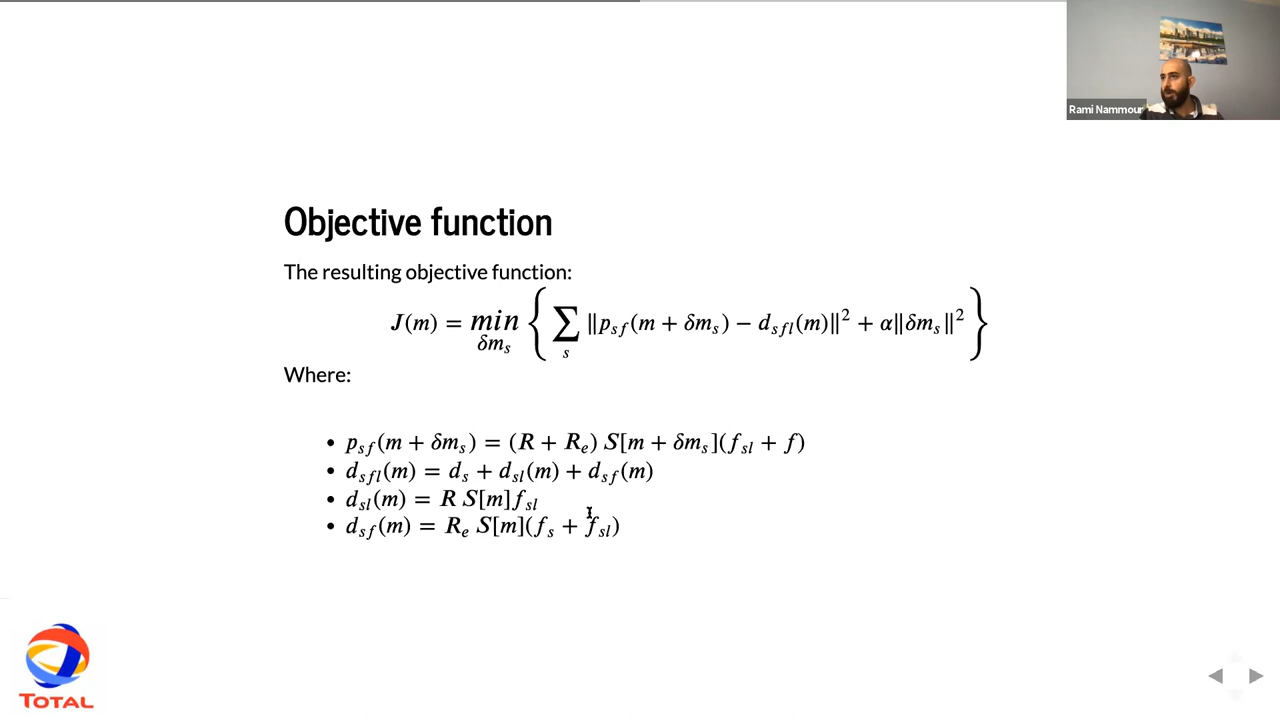 Rami Nammour
Objective function
The resulting objective function:
J(m) = min_{δm_s} { ∑_s ||p_{sf}(m + δm_s) − d_{sfl}(m)||² + α||δm_s||² }
Where:
• p_{sf}(m + δm_s) = (R + R_e) S[m + δm_s](f_{sl} + f)
• d_{sfl}(m) = d_s + d_{sl}(m) + d_{sf}(m)
• d_{sl}(m) = R S[m]f_{sl}
• d_{sf}(m) = R_e S[m](f_s + f_{sl})
TOTAL